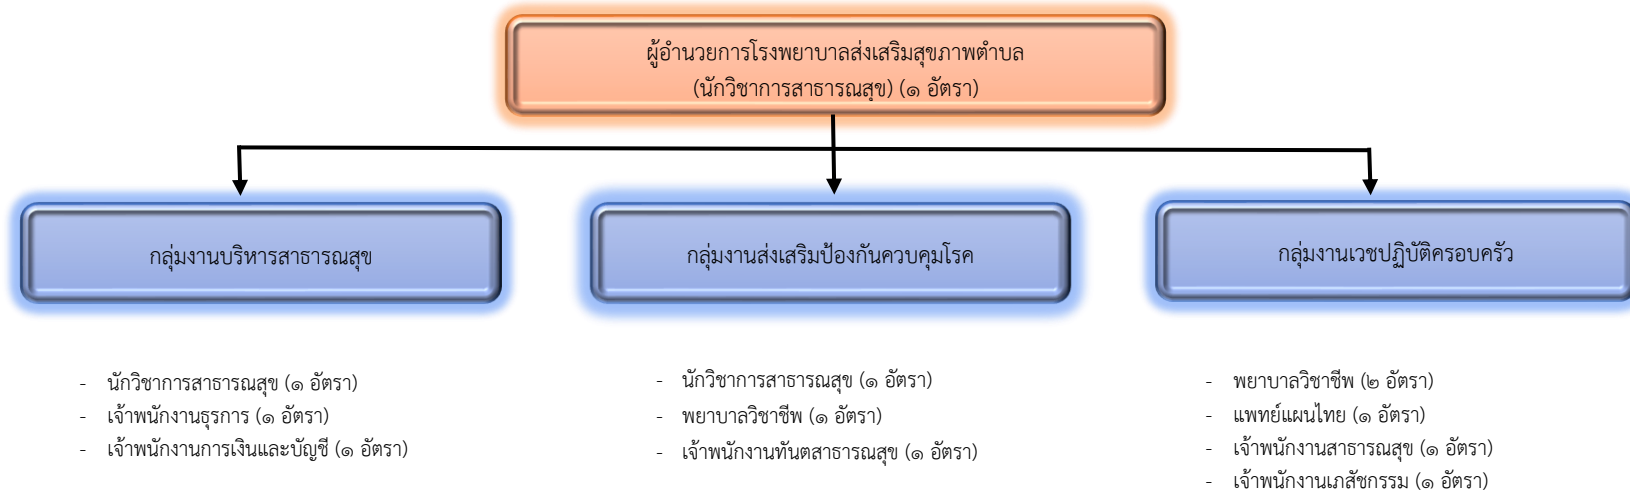 ผู้อำนวยการโรงพยาบาลส่งเสริมสุขภาพตำบล
(นักวิชาการสาธารณสุข) (๑ อัตรา)
กลุ่มงานบริหารสาธารณสุข
- นักวิชาการสาธารณสุข (๑ อัตรา)
- เจ้าพนักงานธุรการ (๑ อัตรา)
- เจ้าพนักงานการเงินและบัญชี (๑ อัตรา)
กลุ่มงานส่งเสริมป้องกันควบคุมโรค
- นักวิชาการสาธารณสุข (๑ อัตรา)
- พยาบาลวิชาชีพ (๑ อัตรา)
- เจ้าพนักงานทันตสาธารณสุข (๑ อัตรา)
กลุ่มงานเวชปฏิบัติครอบครัว
- พยาบาลวิชาชีพ (๒ อัตรา)
- แพทย์แผนไทย (๑ อัตรา)
- เจ้าพนักงานสาธารณสุข (๑ อัตรา)
- เจ้าพนักงานเภสัชกรรม (๑ อัตรา)